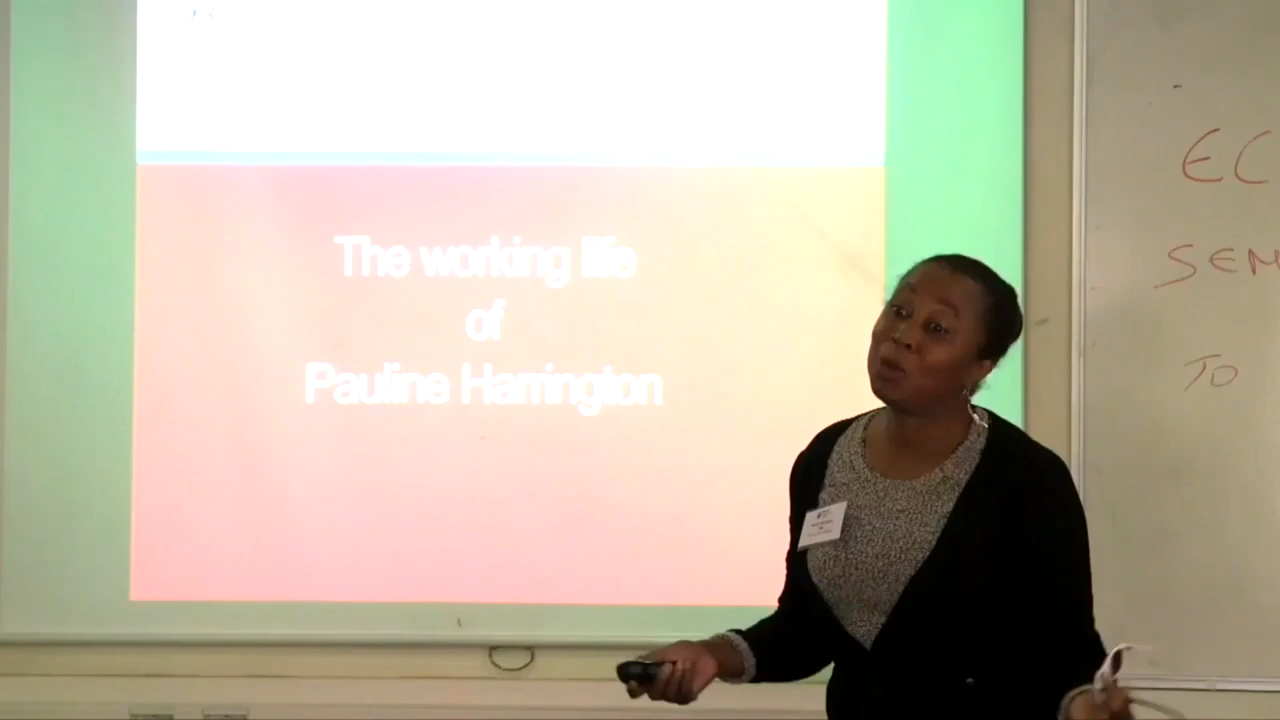 The working life
of
Pauline Harrington
EC
SEM
TO